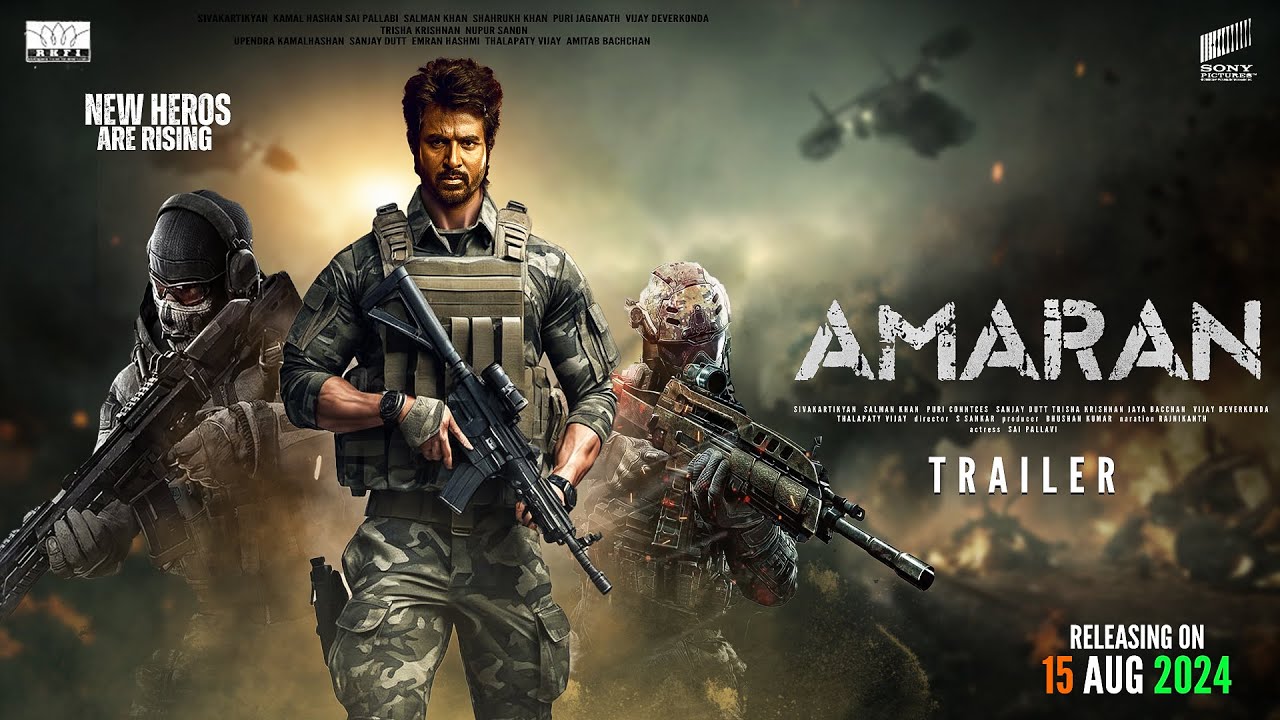 SIVAKARTIKYAN KAMAL HASHAN SAI PALLABI SALMAN KHAN SHAHRUKH KHAN PURI JAGANATH VIJAY DEVERKONDA
TRISHA KRISHNAN NUPUR SANON
UPENDRA KAMALHASHAN SANJAY DUTT EMRAN HASHMI THALAPATY VIJAY AMITAB BACHCHAN
RKFI
SONY
PICTURES
NEW HEROS
ARE RISING
AMARAN
SIVAKARTIKYAN SALMAN KHAN PURI CONNTCES SANJAY DUTT TRISHA KRISHNAN JAYA BACCHAN VIJAY DEVERKONDA
THALAPATY VIJAY director S SANKAR producer BHUSHAN KUMAR naration RAJNIKANTH
actress SAI PALLAVI
TRAILER
RELEASING ON
15 AUG 2024